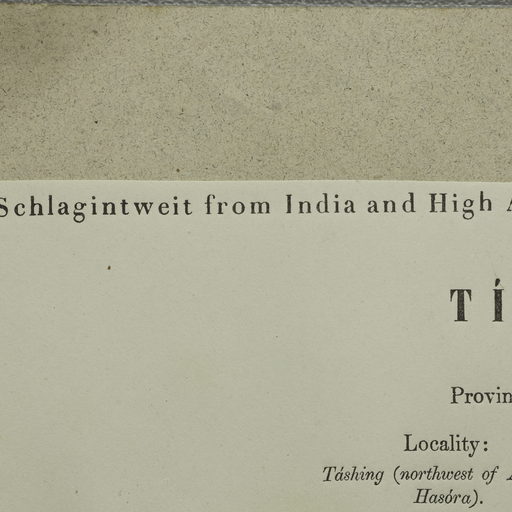 Schlagintweit from India and High
T Í
Provin
Locality:
Táshing (northwest of
Hasóra).